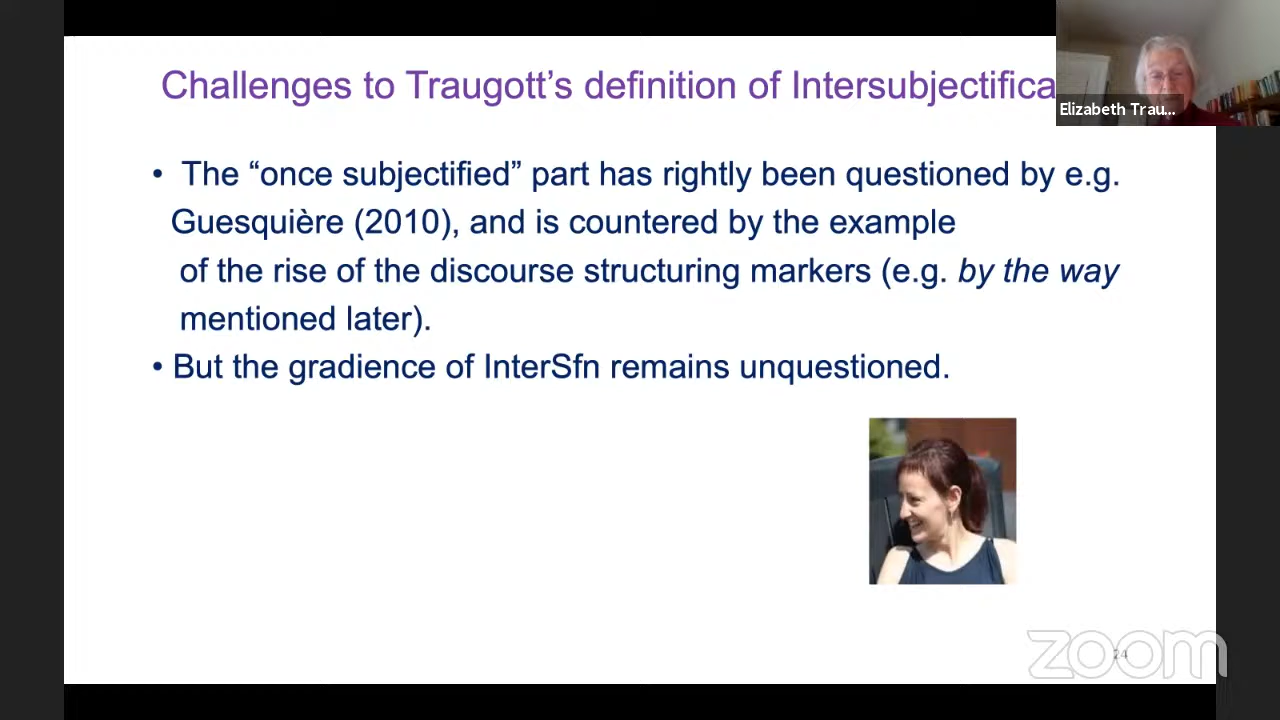 Challenges to Traugott’s definition of Intersubjectifica
Elizabeth Trau...
• The “once subjectified” part has rightly been questioned by e.g.
Guesquière (2010), and is countered by the example
of the rise of the discourse structuring markers (e.g. by the way
mentioned later).
• But the gradience of InterSfn remains unquestioned.
zoom
24